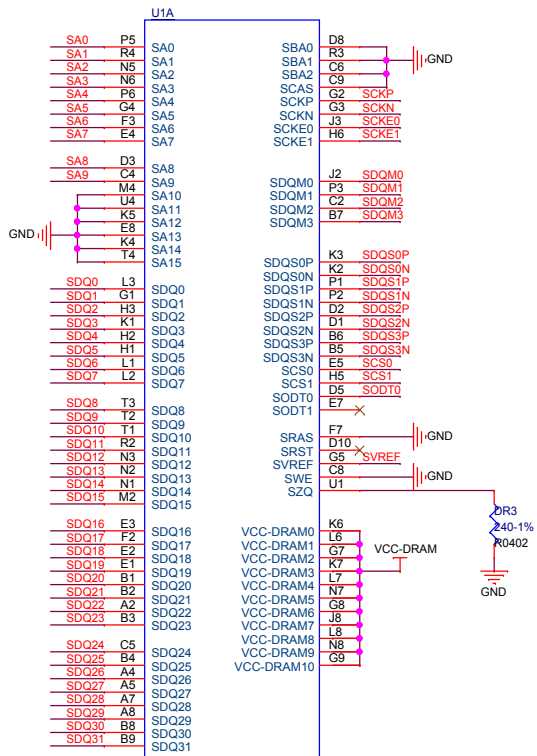 U1A
SA0 P5 SA0
SA1 R4 SA1
SA2 N5 SA2
SA3 N6 SA3
SA4 P6 SA4
SA5 G4 SA5
SA6 F3 SA6
SA7 E4 SA7
SA8 D3 SA8
SA9 C4 SA9
M4 SA10
U4 SA11
K5 SA12
GND E8 SA13
K4 SA14
T4 SA15
SDQ0 L3 SDQ0
SDQ1 G1 SDQ1
SDQ2 H3 SDQ2
SDQ3 K1 SDQ3
SDQ4 H2 SDQ4
SDQ5 H1 SDQ5
SDQ6 L1 SDQ6
SDQ7 L2 SDQ7
SDQ8 T3 SDQ8
SDQ9 T2 SDQ9
SDQ10 T1 SDQ10
SDQ11 R2 SDQ11
SDQ12 N3 SDQ12
SDQ13 N2 SDQ13
SDQ14 N1 SDQ14
SDQ15 M2 SDQ15
SDQ16 E3 SDQ16
SDQ17 F2 SDQ17
SDQ18 E2 SDQ18
SDQ19 E1 SDQ19
SDQ20 B1 SDQ20
SDQ21 B2 SDQ21
SDQ22 A2 SDQ22
SDQ23 B3 SDQ23
SDQ24 C5 SDQ24
SDQ25 B4 SDQ25
SDQ26 A4 SDQ26
SDQ27 A5 SDQ27
SDQ28 A7 SDQ28
SDQ29 A8 SDQ29
SDQ30 B8 SDQ30
SDQ31 B9 SDQ31
SBA0 D8
SBA1 R3 GND
SBA2 C6
SCAS C9
SCKP G2 SCKP
SCKN G3 SCKN
SCKE0 J3 SCKE0
SCKE1 H6 SCKE1
SDQM0 J2 SDQM0
SDQM1 P3 SDQM1
SDQM2 C2 SDQM2
SDQM3 B7 SDQM3
SDQS0P K3 SDQS0P
SDQS0N K2 SDQS0N
SDQS1P P1 SDQS1P
SDQS1N P2 SDQS1N
SDQS2P D2 SDQS2P
SDQS2N D1 SDQS2N
SDQS3P B6 SDQS3P
SDQS3N B5 SDQS3N
SCS0 E5 SCS0
SCS1 H5 SCS1
SODT0 D5 SODT0
SODT1 E7
SRAS F7 GND
SRST D10
SVREF G5 SVREF
SWE C8 GND
SZQ U1
DR3
240-1%
R0402
GND
VCC-DRAM0 K6
VCC-DRAM1 L6
VCC-DRAM2 G7 VCC-DRAM
VCC-DRAM3 K7
VCC-DRAM4 L7
VCC-DRAM5 N7
VCC-DRAM6 G8
VCC-DRAM7 J8
VCC-DRAM8 L8
VCC-DRAM9 N8
VCC-DRAM10 G9